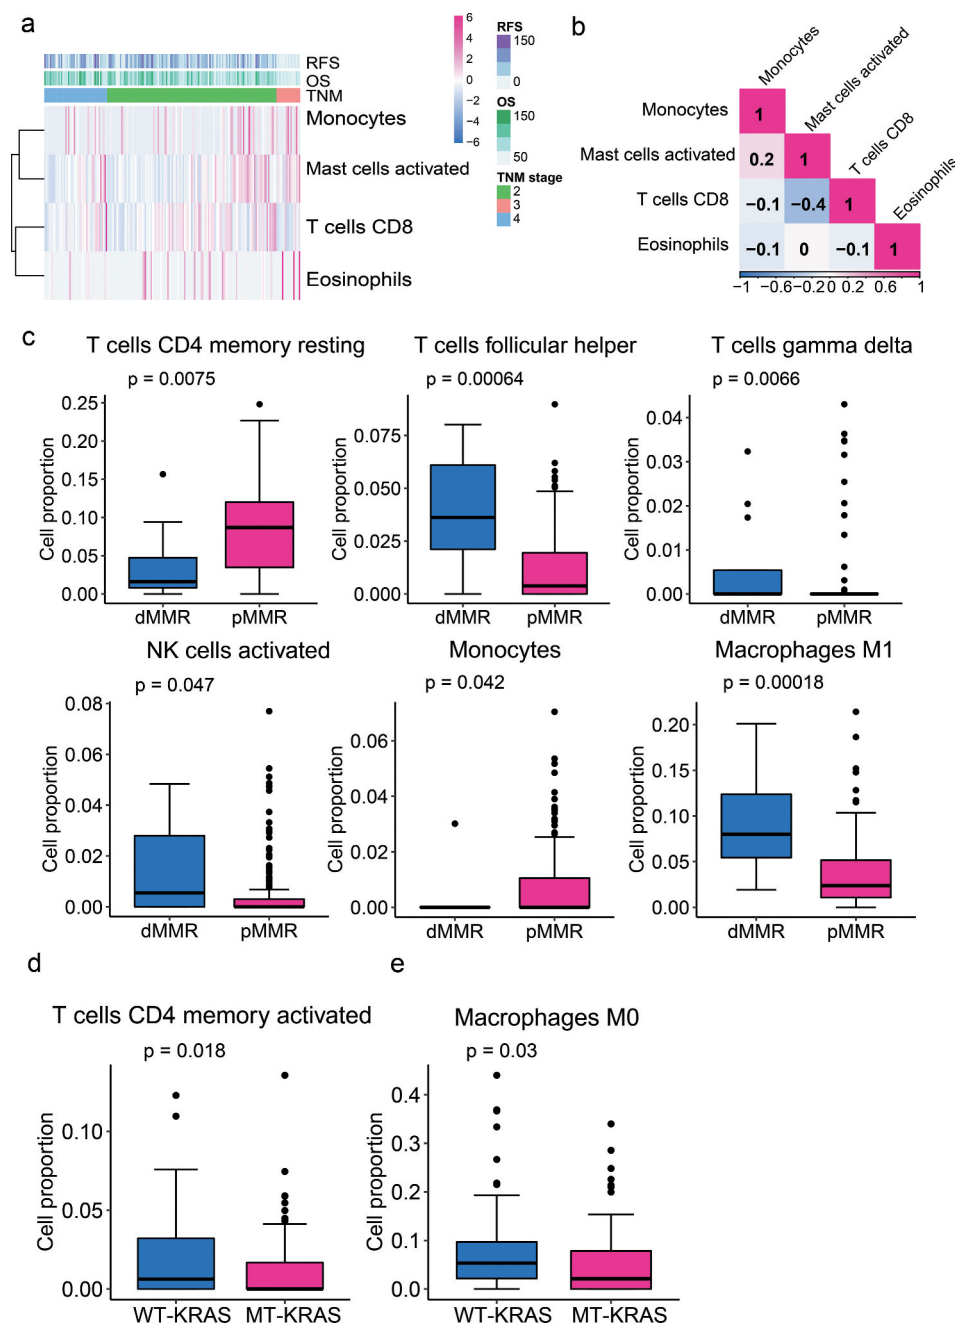 a
RFS
OS
TNM
Monocytes
Mast cells activated
T cells CD8
Eosinophils
6
4
2
0
−2
−4
−6
RFS
150
0
OS
150
50
TNM stage
2
3
4
b
Monocytes
Mast cells activated
T cells CD8
Eosinophils
Monocytes
1
Mast cells activated
0.2 1
T cells CD8
−0.1 −0.4 1
Eosinophils
−0.1 0 −0.1 1
−1 −0.6 −0.2 0.2 0.6 1
c
T cells CD4 memory resting
p = 0.0075
Cell proportion
0.25
0.20
0.15
0.10
0.05
0.00
dMMR pMMR
T cells follicular helper
p = 0.00064
Cell proportion
0.075
0.050
0.025
0.000
dMMR pMMR
T cells gamma delta
p = 0.0066
Cell proportion
0.04
0.03
0.02
0.01
0.00
dMMR pMMR
NK cells activated
p = 0.047
Cell proportion
0.08
0.06
0.04
0.02
0.00
dMMR pMMR
Monocytes
p = 0.042
Cell proportion
0.06
0.04
0.02
0.00
dMMR pMMR
Macrophages M1
p = 0.00018
Cell proportion
0.20
0.15
0.10
0.05
0.00
dMMR pMMR
d
T cells CD4 memory activated
p = 0.018
Cell proportion
0.10
0.05
0.00
WT-KRAS MT-KRAS
e
Macrophages M0
p = 0.03
Cell proportion
0.4
0.3
0.2
0.1
0.0
WT-KRAS MT-KRAS